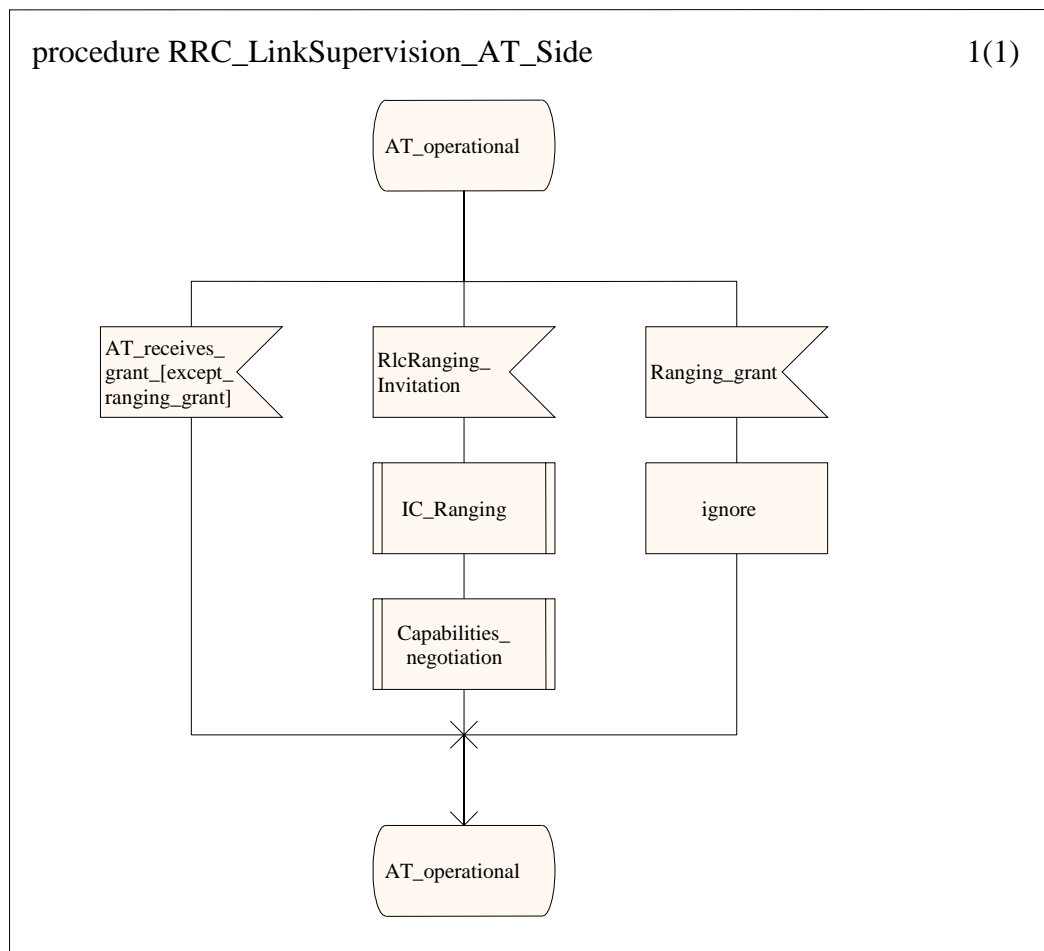 procedure RRC_LinkSupervision_AT_Side 1(1)
AT_operational
AT_receives_
grant_[except_
ranging_grant]
RlcRanging_
Invitation
Ranging_grant
IC_Ranging
ignore
Capabilities_
negotiation
AT_operational